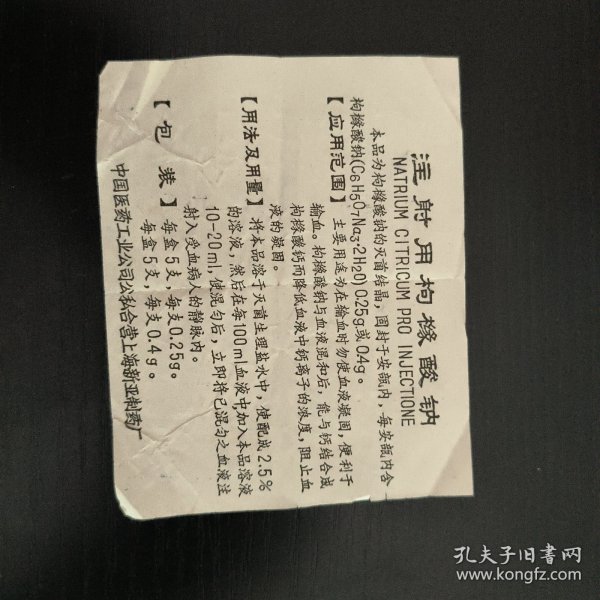 注射用枸橼酸钠
NATRIUM CITRICUM PRO INJECTIONE
本品为枸橼酸钠的灭菌结晶,固封于安瓿内,每安瓿内含
枸橼酸钠(C6H5O7Na3·2H2O)0.25g.或0.4g。
【应用范围】 主要用途为在输血时勿使血液凝固,便利于
输血。枸橼酸钠与血液混和后,能与钙结合成
枸橼酸钙而降低血液中钙离子的浓度,阻止血
液的凝固。
【用法及用量】 将本品溶于灭菌生理盐水中,使配成2.5%
的溶液,然后在每100ml血液中加入本品溶液
10-20ml,使混匀后,立即将已混匀之血液注
射入受血病人的静脉内。
【包 装】 每盒5支,每支0.25g。
每盒5支,每支0.4g。
中国医药工业公司公私合营上海新亚制药厂
孔夫子旧书网
www.kongfz.com